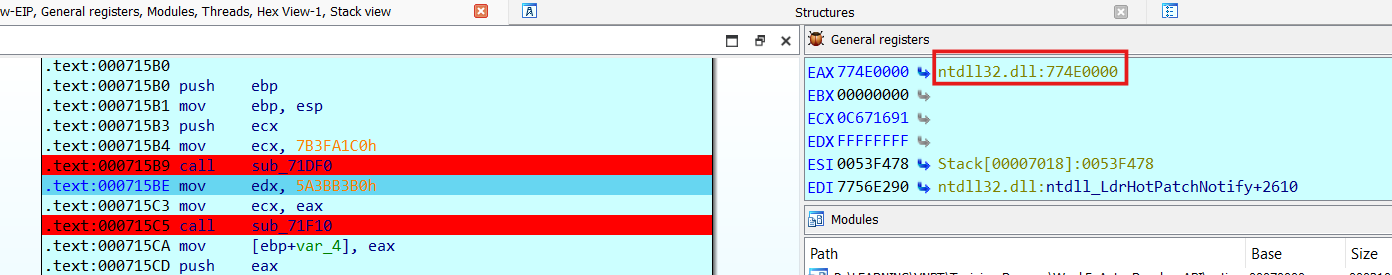 w-EIP, General registers, Modules, Threads, Hex View-1, Stack view
Structures
.text:000715B0
.text:000715B0 push ebp
.text:000715B1 mov ebp, esp
.text:000715B3 push ecx
.text:000715B4 mov ecx, 7B3FA1C0h
.text:000715B9 call sub_71DF0
.text:000715BE mov edx, 5A3BB3B0h
.text:000715C3 mov ecx, eax
.text:000715C5 call sub_71F10
.text:000715CA mov [ebp+var_4], eax
.text:000715CD push eax
General registers
EAX 774E0000 ntdll32.dll:774E0000
EBX 00000000
ECX 0C671691
EDX FFFFFFFF
ESI 0053F478 Stack[00007018]:0053F478
EDI 7756E290 ntdll32.dll:ntdll_LdrHotPatchNotify+2610
Modules
Path Base Size